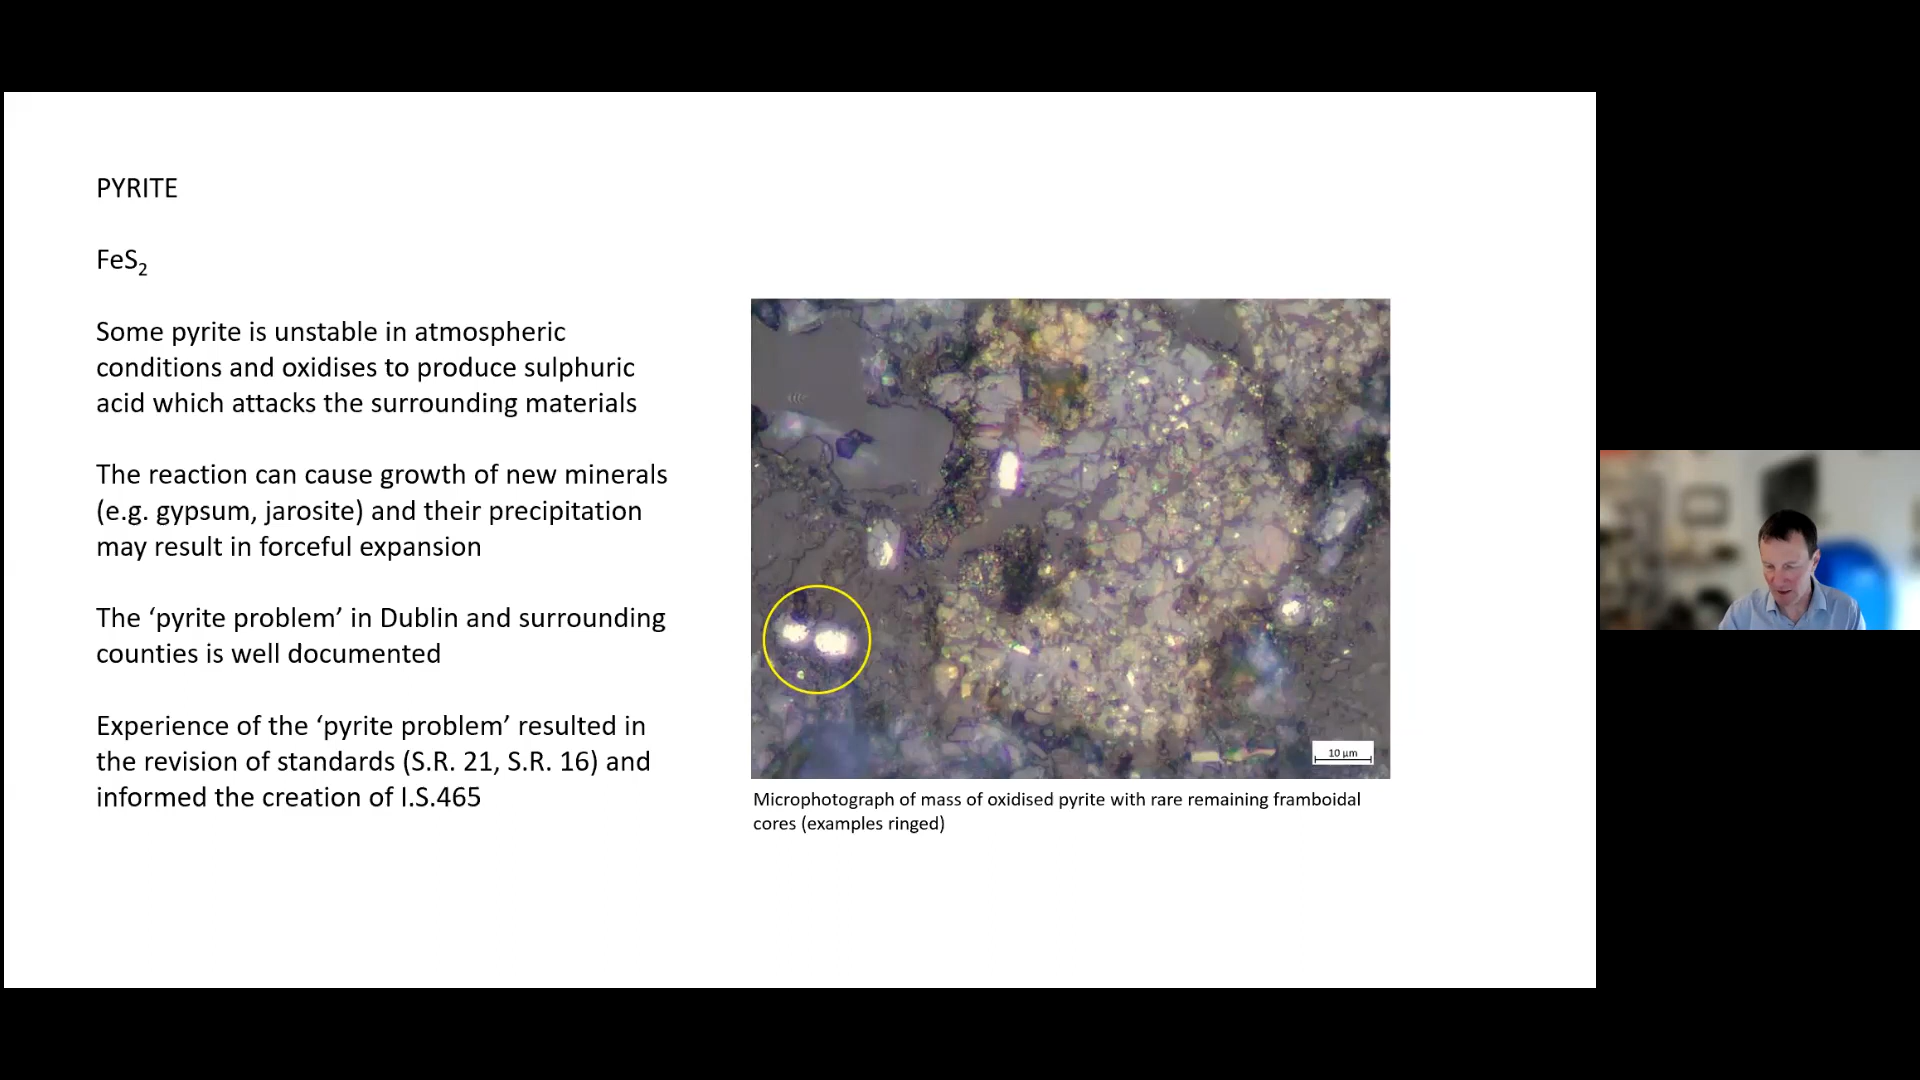 PYRITE
FeS₂
Some pyrite is unstable in atmospheric
conditions and oxidises to produce sulphuric
acid which attacks the surrounding materials
The reaction can cause growth of new minerals
(e.g. gypsum, jarosite) and their precipitation
may result in forceful expansion
The ‘pyrite problem’ in Dublin and surrounding
counties is well documented
Experience of the ‘pyrite problem’ resulted in
the revision of standards (S.R. 21, S.R. 16) and
informed the creation of I.S.465
10 µm
Microphotograph of mass of oxidised pyrite with rare remaining framboidal
cores (examples ringed)